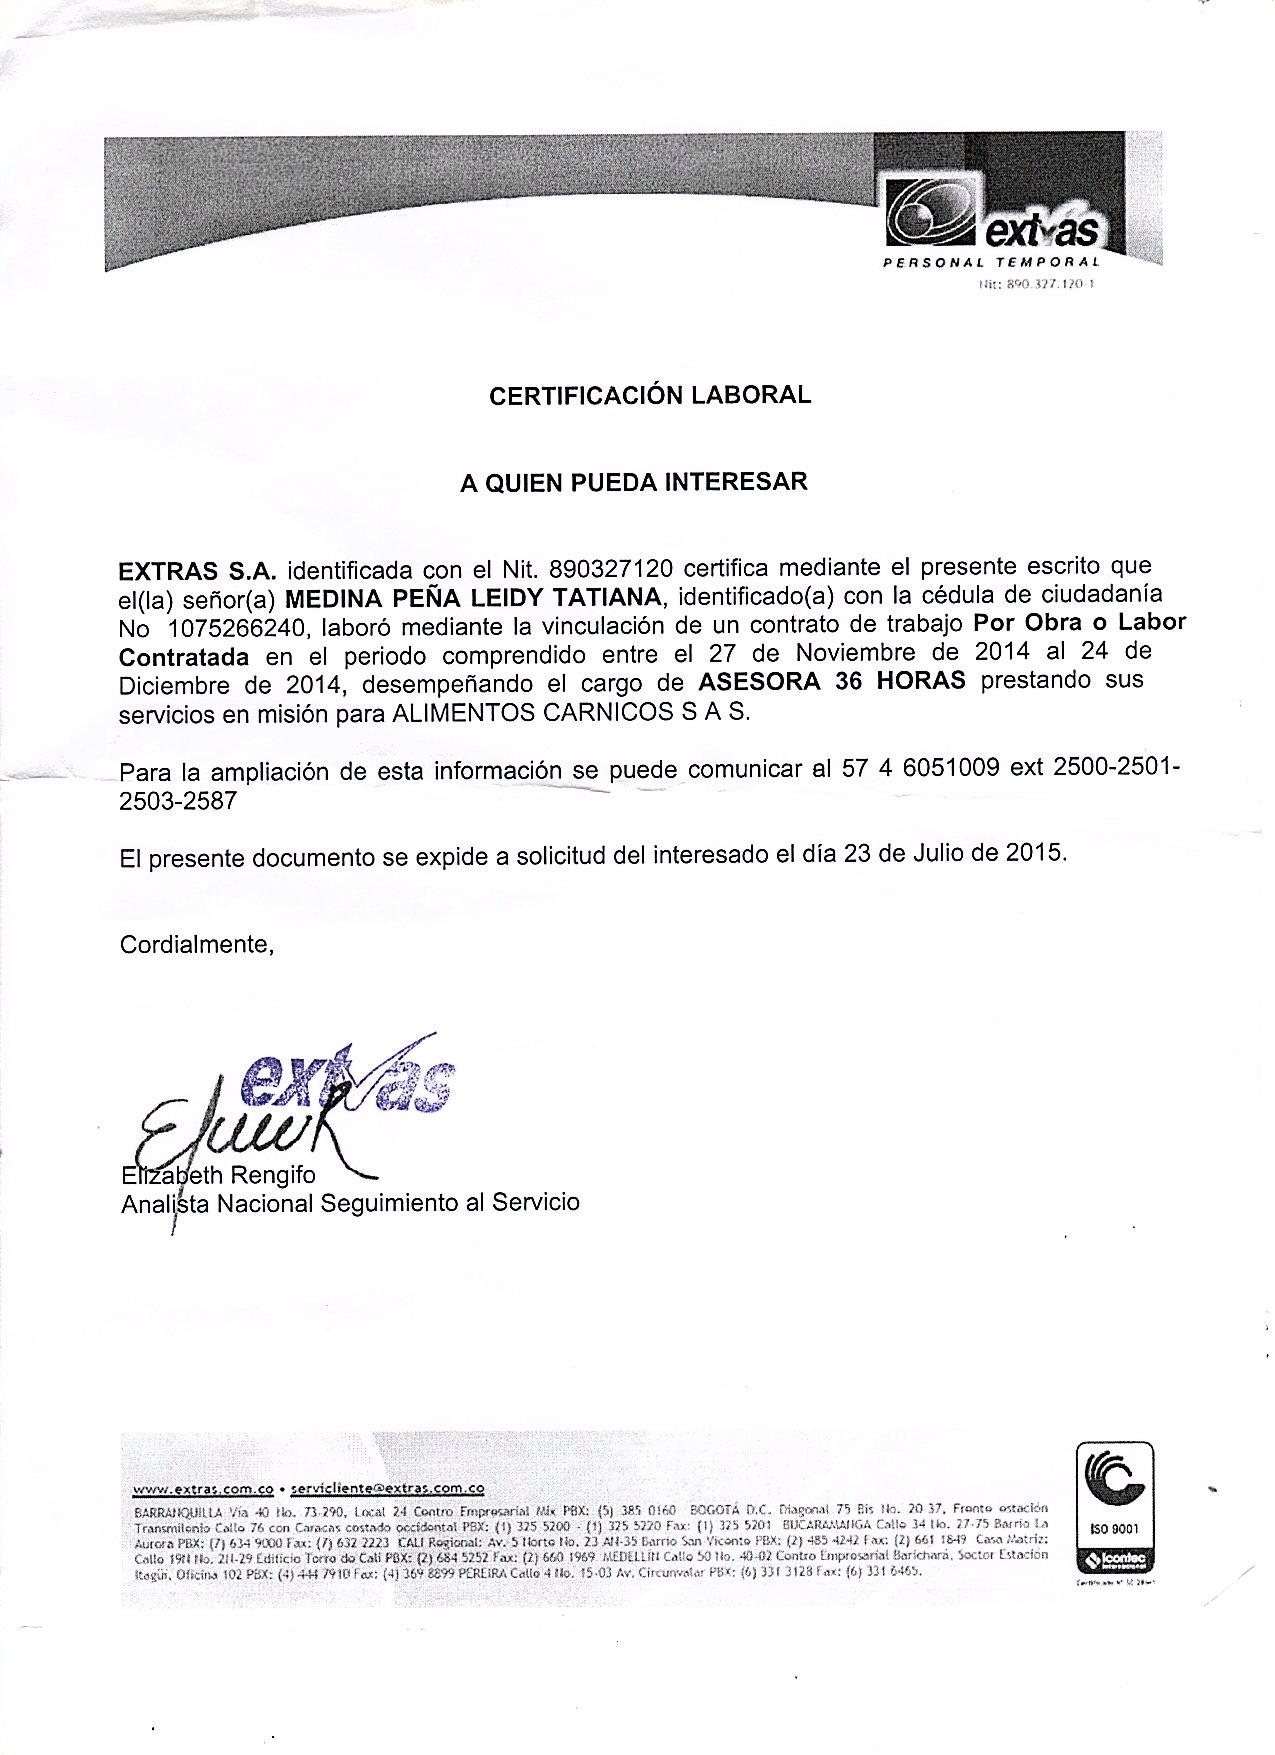 extras
PERSONAL TEMPORAL
Nit: 890.327.120-1
CERTIFICACIÓN LABORAL
A QUIEN PUEDA INTERESAR
EXTRAS S.A. identificada con el Nit. 890327120 certifica mediante el presente escrito que
el(la) señor(a) MEDINA PEÑA LEIDY TATIANA, identificado(a) con la cédula de ciudadanía
No 1075266240, laboró mediante la vinculación de un contrato de trabajo Por Obra o Labor
Contratada en el periodo comprendido entre el 27 de Noviembre de 2014 al 24 de
Diciembre de 2014, desempeñando el cargo de ASESORA 36 HORAS prestando sus
servicios en misión para ALIMENTOS CARNICOS S A S.
Para la ampliación de esta información se puede comunicar al 57 4 6051009 ext 2500-2501-
2503-2587
El presente documento se expide a solicitud del interesado el día 23 de Julio de 2015.
Cordialmente,
extras
Elizabeth Rengifo
Analista Nacional Seguimiento al Servicio
www.extras.com.co • servicliente@extras.com.co
BARRANQUILLA Vía 40 No. 73-290, Local 24 Centro Empresarial Mix PBX: (5) 385 0160 BOGOTÁ D.C. Diagonal 75 Bis No. 20-37, Frente estación
Transmilenio Calle 76 con Caracas costado occidental PBX: (1) 325 5200 - (1) 325 5220 Fax: (1) 325 5201 BUCARAMANGA Calle 34 No. 27-75 Barrio La
Aurora PBX: (7) 634 9000 Fax: (7) 632 2223 CALI Regional: Av. 5 Norte No. 23 AN-35 Barrio San Vicente PBX: (2) 485 4242 Fax: (2) 661 1849 Casa Matriz:
Calle 19N No. 2N-29 Edificio Torre de Cali PBX: (2) 684 5252 Fax: (2) 660 1969 MEDELLÍN Calle 50 No. 40-02 Centro Empresarial Barichara, Sector Estación
Itagüí, Oficina 102 PBX: (4) 444 7910 Fax: (4) 369 8899 PEREIRA Calle 4 No. 15-03 Av. Circunvalar PBX: (6) 331 3128 Fax: (6) 331 6465.
ISO 9001
icontec